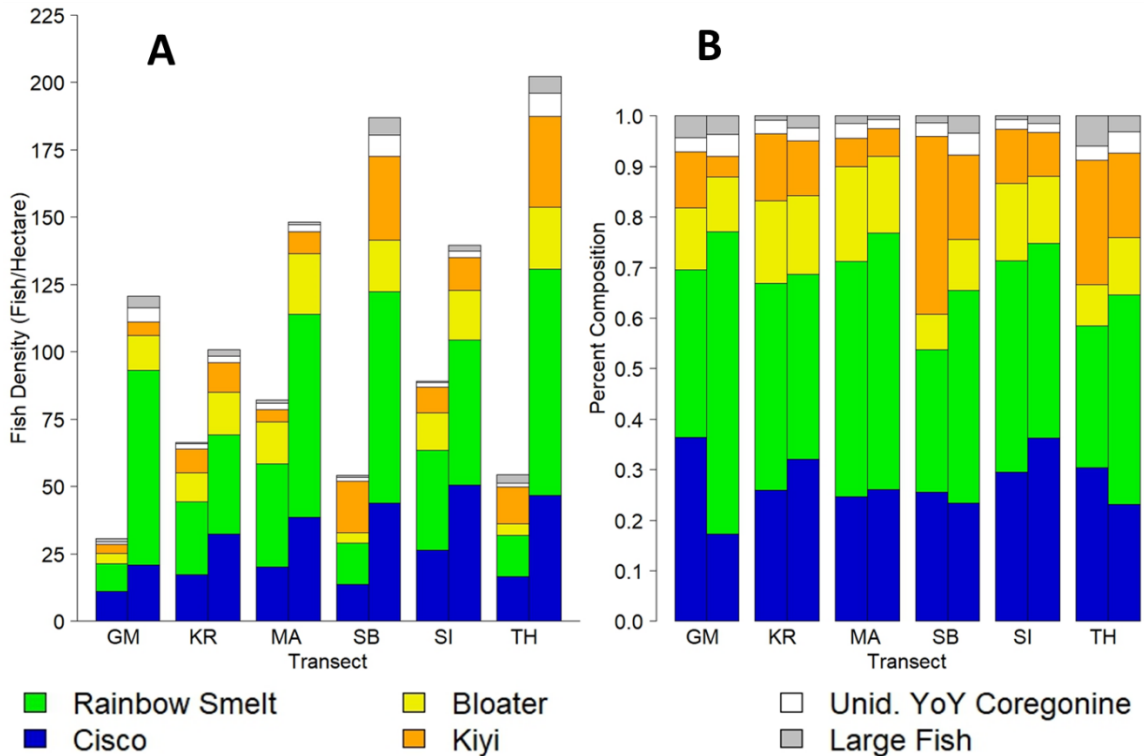 A
Fish Density (Fish/Hectare)
225
200
175
150
125
100
75
50
25
0
GM KR MA SB SI TH
Transect
B
Percent Composition
1.0
0.9
0.8
0.7
0.6
0.5
0.4
0.3
0.2
0.1
0.0
GM KR MA SB SI TH
Transect
Rainbow Smelt Bloater Unid. YoY Coregonine
Cisco Kiyi Large Fish